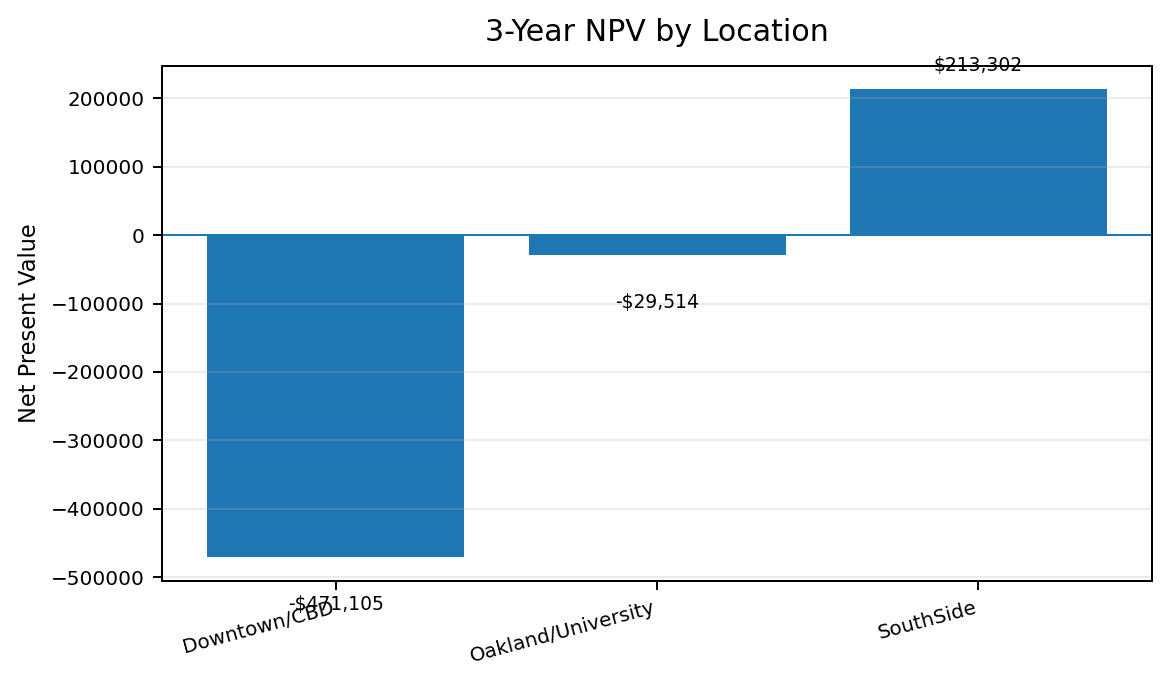 3-Year NPV by Location
$213,302
200000
100000
0
−100000
−200000
−300000
−400000
−500000
Net Present Value
-$29,514
-$471,105
Downtown/CBD
Oakland/University
SouthSide